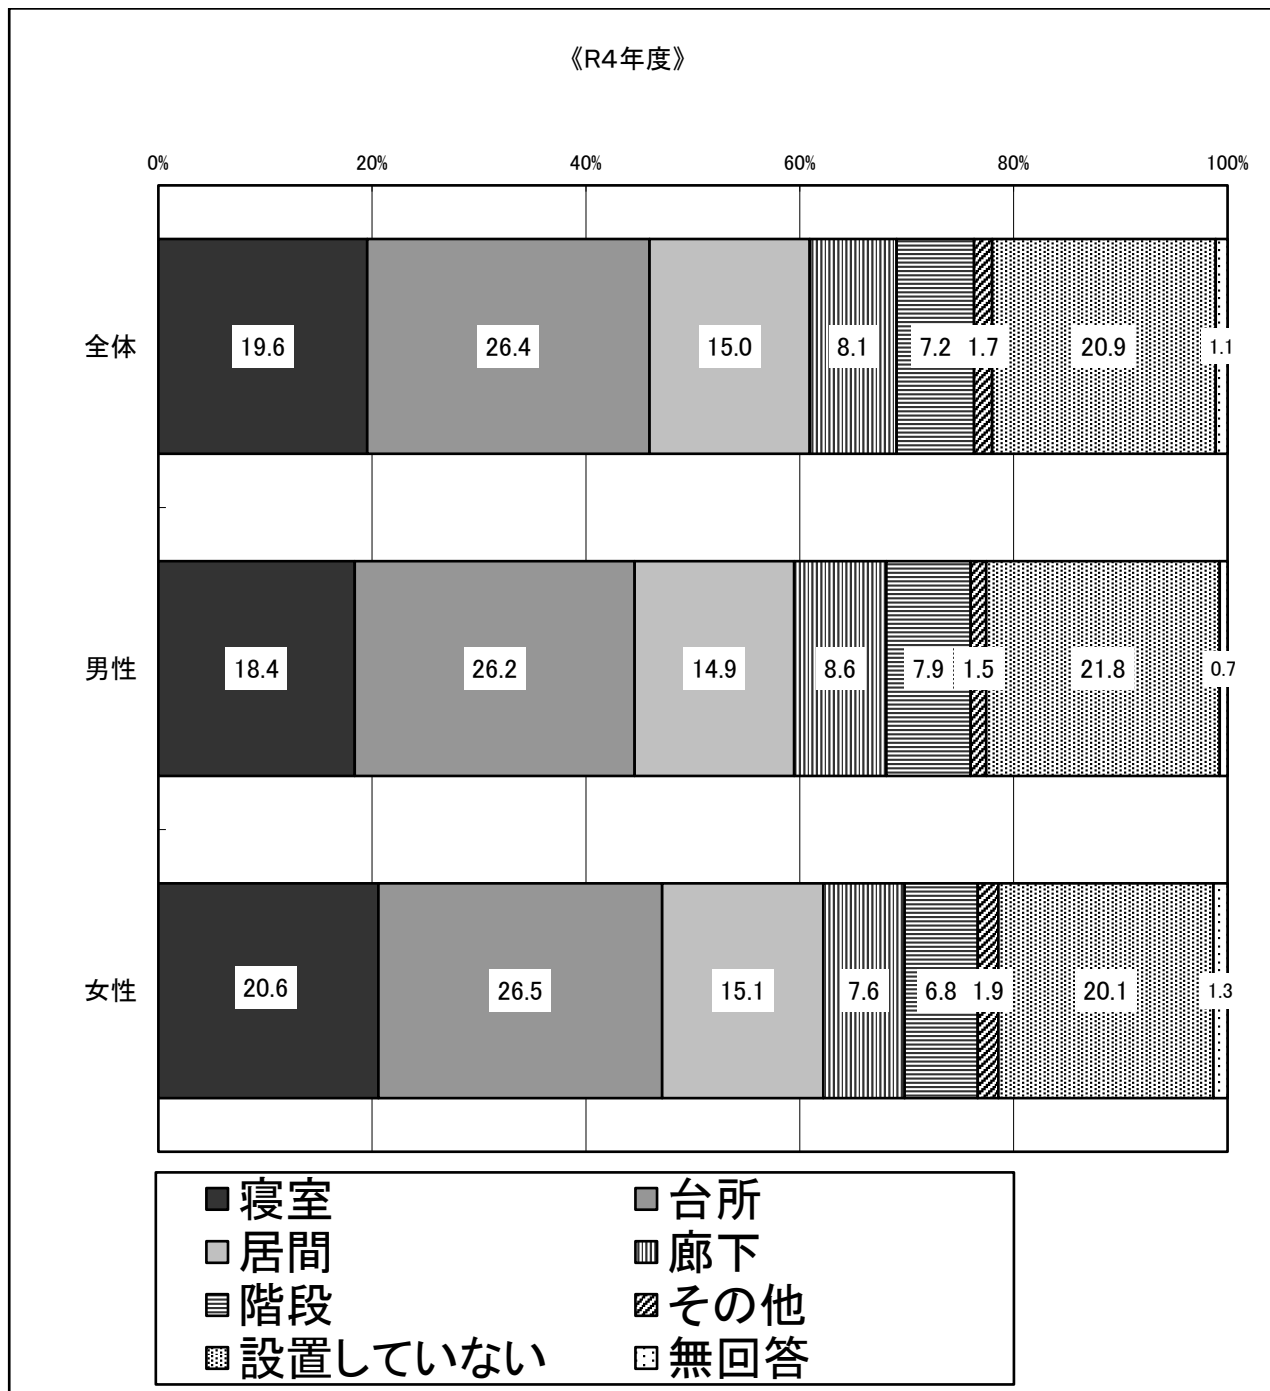 《R4年度》
0% 20% 40% 60% 80% 100%
全体 19.6 26.4 15.0 8.1 7.2 1.7 20.9 1.1
男性 18.4 26.2 14.9 8.6 7.9 1.5 21.8 0.7
女性 20.6 26.5 15.1 7.6 6.8 1.9 20.1 1.3
寝室 台所
居間 廊下
階段 その他
設置していない 無回答